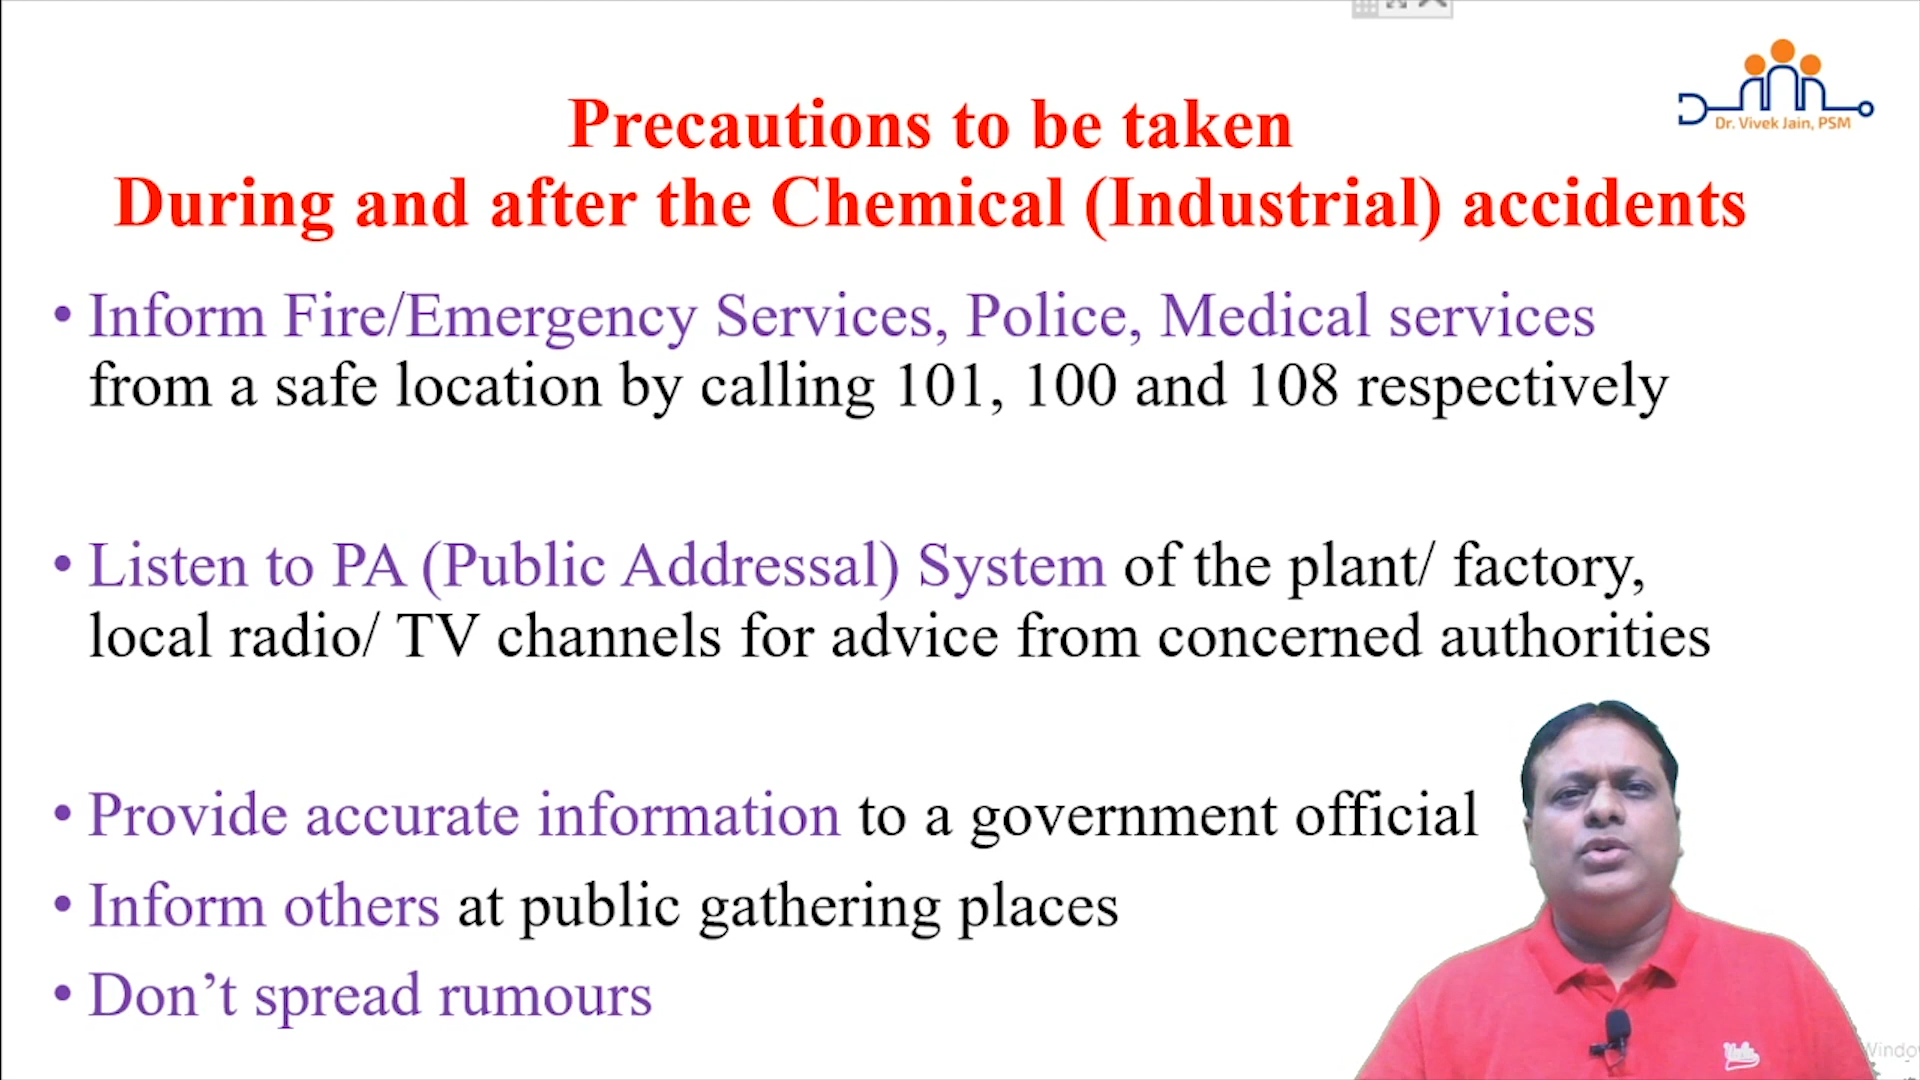 Dr. Vivek Jain, PSM
Precautions to be taken
During and after the Chemical (Industrial) accidents
• Inform Fire/Emergency Services, Police, Medical services
from a safe location by calling 101, 100 and 108 respectively
• Listen to PA (Public Addressal) System of the plant/ factory,
local radio/ TV channels for advice from concerned authorities
• Provide accurate information to a government official
• Inform others at public gathering places
• Don’t spread rumours